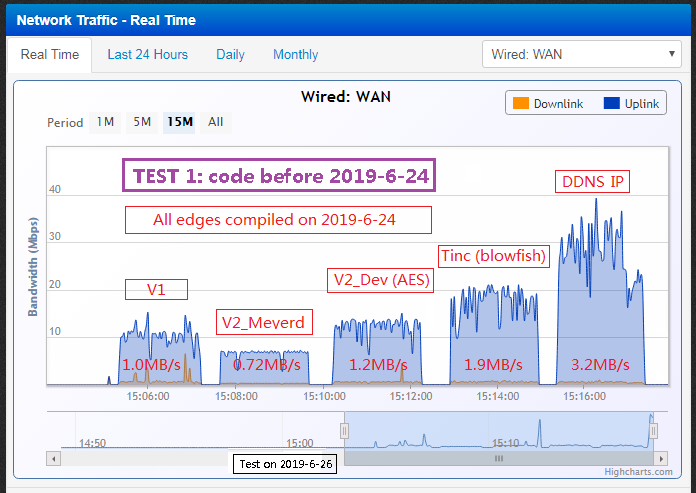 Network Traffic - Real Time
Real Time Last 24 Hours Daily Monthly Wired: WAN
Wired: WAN
Period 1M 5M 15M All
Downlink Uplink
TEST 1: code before 2019-6-24
DDNS IP
All edges compiled on 2019-6-24
Tinc (blowfish)
V2_Dev (AES)
V1
V2_Meyerd
Bandwidth (Mbps)
40
30
20
10
1.0MB/s 0.72MB/s 1.2MB/s 1.9MB/s 3.2MB/s
15:06:00 15:08:00 15:10:00 15:12:00 15:14:00 15:16:00
14:50 15:00 15:10
Test on 2019-6-26
Highcharts.com